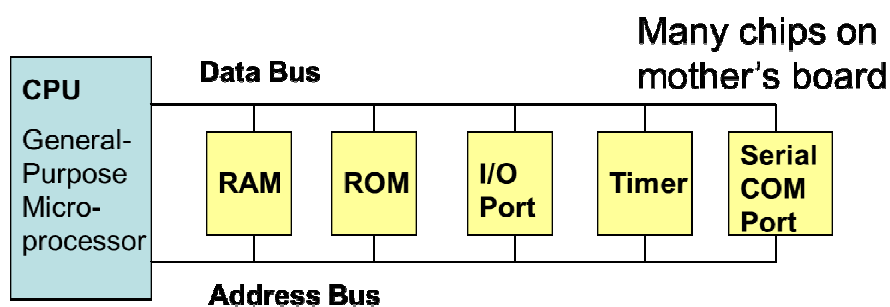 Many chips on
mother's board
Data Bus
CPU
General-
Purpose
Micro-
processor
RAM
ROM
I/O
Port
Timer
Serial
COM
Port
Address Bus